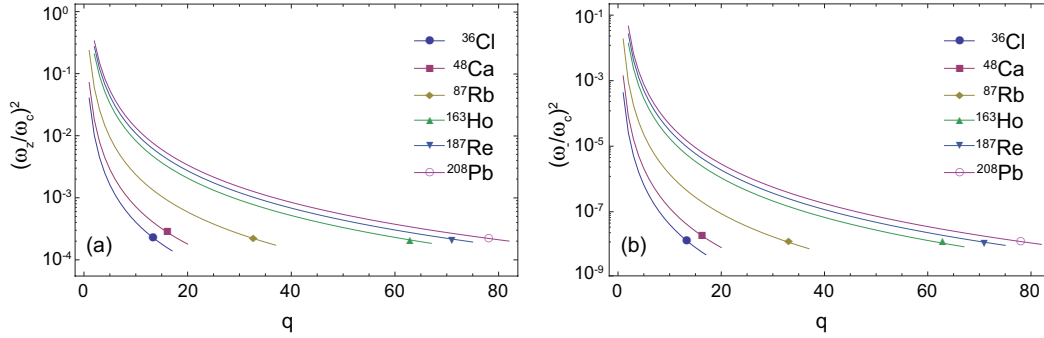 10⁰
10⁻¹
10⁻²
10⁻³
10⁻⁴
(ω_z/ω_c)²
(a)
0 20 40 60 80
q
³⁶Cl
⁴⁸Ca
⁸⁷Rb
¹⁶³Ho
¹⁸⁷Re
²⁰⁸Pb
10⁻¹
10⁻³
10⁻⁵
10⁻⁷
10⁻⁹
(ω_-/ω_c)²
(b)
0 20 40 60 80
q
³⁶Cl
⁴⁸Ca
⁸⁷Rb
¹⁶³Ho
¹⁸⁷Re
²⁰⁸Pb